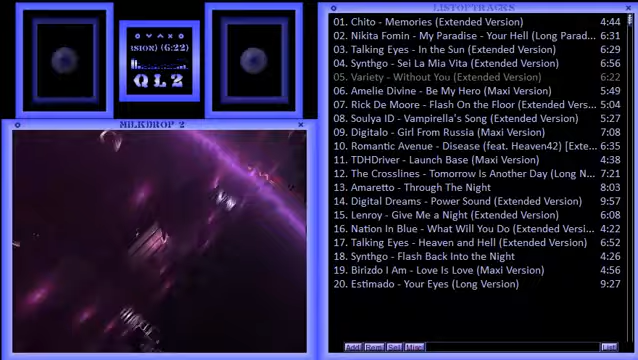 LISTOFTRACKS
SION) (6:22)
QL2
MILKDROP 2
01. Chito - Memories (Extended Version) 4:44
02. Nikita Fomin - My Paradise - Your Hell (Long Parad... 6:31
03. Talking Eyes - In the Sun (Extended Version) 6:29
04. Synthgo - Sei La Mia Vita (Extended Version) 6:56
05. Variety - Without You (Extended Version) 6:22
06. Amelie Divine - Be My Hero (Maxi Version) 5:49
07. Rick De Moore - Flash On the Floor (Extended Vers... 5:04
08. Soulya ID - Vampirella's Song (Extended Version) 5:27
09. Digitalo - Girl From Russia (Maxi Version) 7:08
10. Romantic Avenue - Disease (feat. Heaven42) [Exte... 6:35
11. TDHDriver - Launch Base (Maxi Version) 4:38
12. The Crosslines - Tomorrow Is Another Day (Long N... 7:21
13. Amaretto - Through The Night 8:03
14. Digital Dreams - Power Sound (Extended Version) 9:57
15. Lenroy - Give Me a Night (Extended Version) 6:08
16. Nation In Blue - What Will You Do (Extended Versi... 4:22
17. Talking Eyes - Heaven and Hell (Extended Version) 6:52
18. Synthgo - Flash Back Into the Night 4:26
19. Birizdo I Am - Love Is Love (Maxi Version) 4:56
20. Estimado - Your Eyes (Long Version) 9:27
Add Rem Sel Misc List